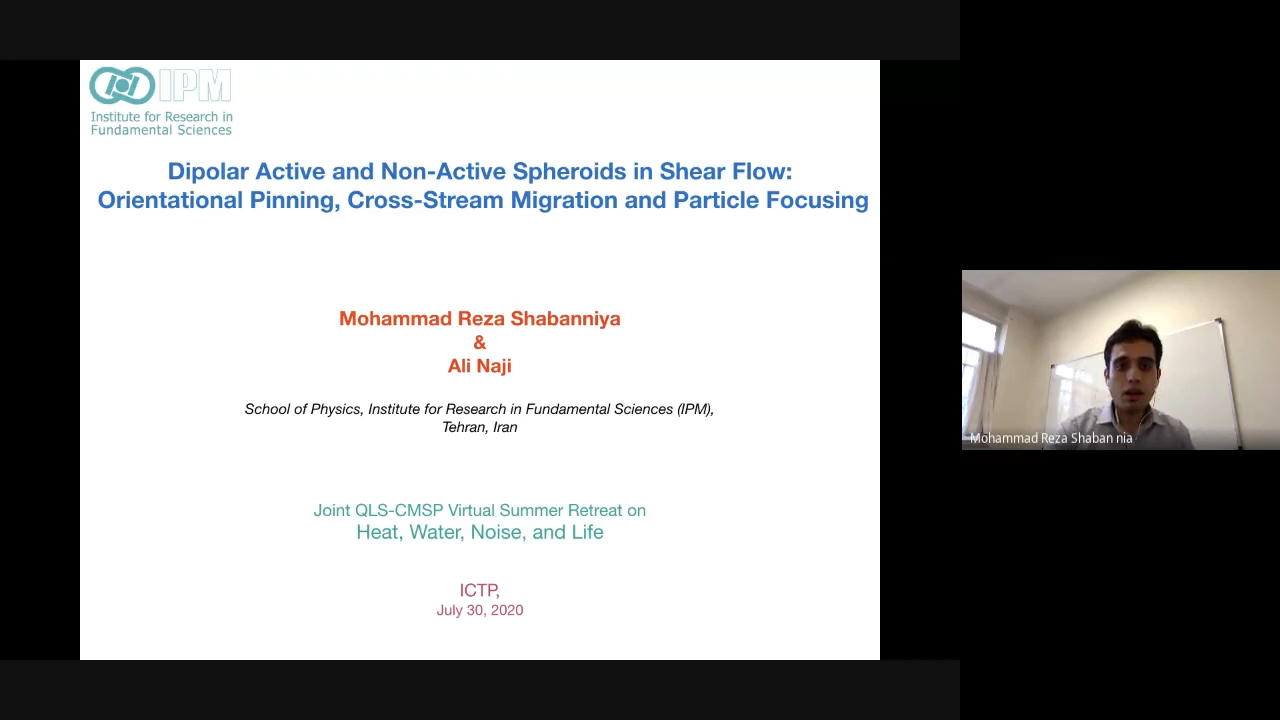 IPM
Institute for Research in
Fundamental Sciences
Dipolar Active and Non-Active Spheroids in Shear Flow:
Orientational Pinning, Cross-Stream Migration and Particle Focusing
Mohammad Reza Shabanniya
&
Ali Naji
School of Physics, Institute for Research in Fundamental Sciences (IPM),
Tehran, Iran
Joint QLS-CMSP Virtual Summer Retreat on
Heat, Water, Noise, and Life
ICTP,
July 30, 2020
Mohammad Reza Shaban nia